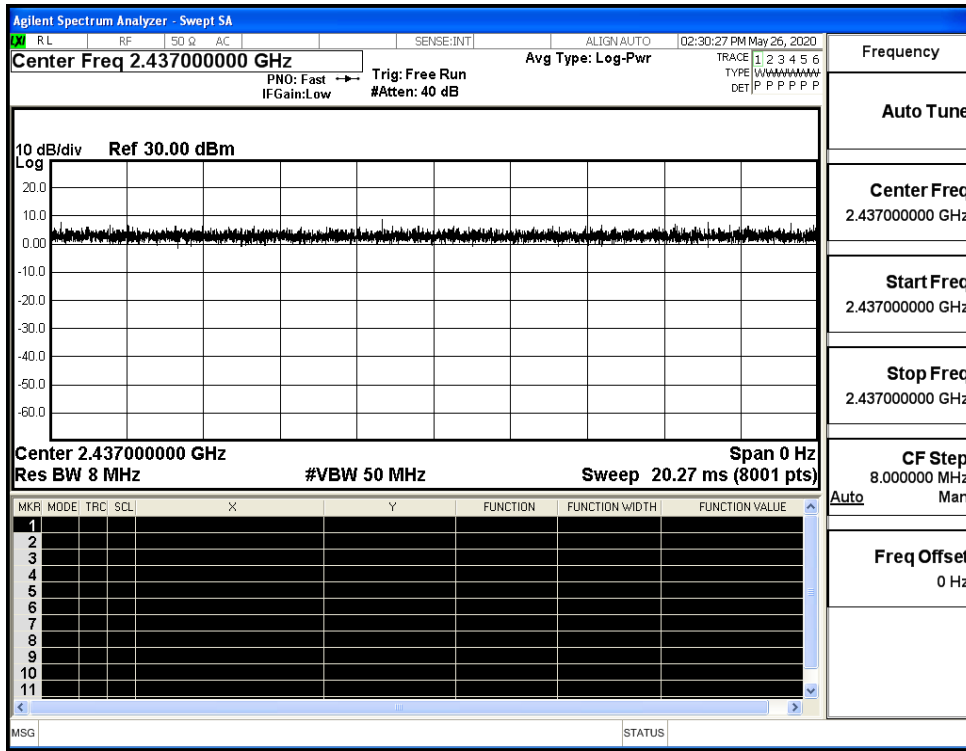 Agilent Spectrum Analyzer - Swept SA
LXI RL RF 50 Ω AC SENSE:INT ALIGN AUTO 02:30:27 PM May 26, 2020
Center Freq 2.437000000 GHz
PNO: Fast
IFGain:Low
Trig: Free Run
#Atten: 40 dB
Avg Type: Log-Pwr
TRACE 1 2 3 4 5 6
TYPE
DET P P P P P P
10 dB/div Ref 30.00 dBm
Log
20.0
10.0
0.00
-10.0
-20.0
-30.0
-40.0
-50.0
-60.0
Center 2.437000000 GHz Span 0 Hz
Res BW 8 MHz #VBW 50 MHz Sweep 20.27 ms (8001 pts)
MKR MODE TRC SCL X Y FUNCTION FUNCTION WIDTH FUNCTION VALUE
1
2
3
4
5
6
7
8
9
10
11
MSG STATUS
Frequency
Auto Tune
Center Freq
2.437000000 GHz
Start Freq
2.437000000 GHz
Stop Freq
2.437000000 GHz
CF Step
8.000000 MHz
Auto Man
Freq Offset
0 Hz